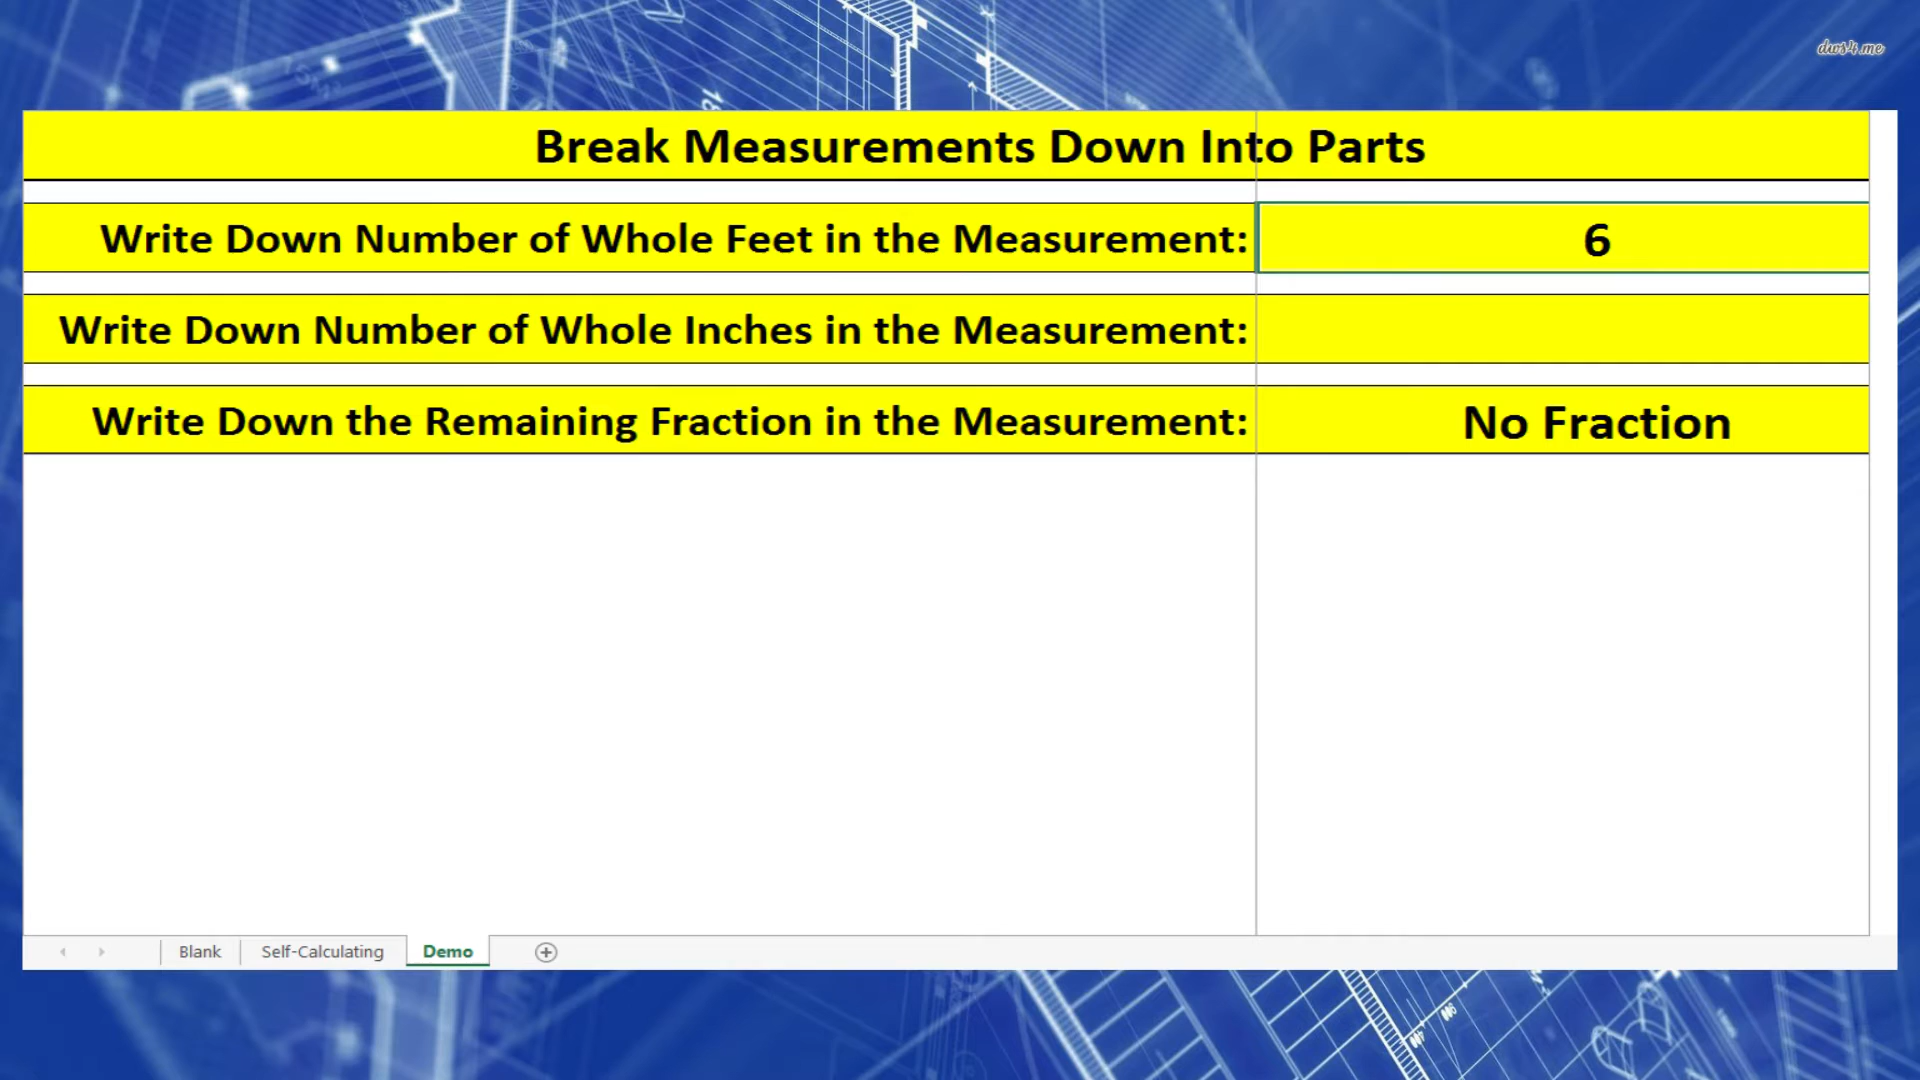 dws4.me
Break Measurements Down Into Parts
Write Down Number of Whole Feet in the Measurement: 6
Write Down Number of Whole Inches in the Measurement:
Write Down the Remaining Fraction in the Measurement: No Fraction
Blank Self-Calculating Demo